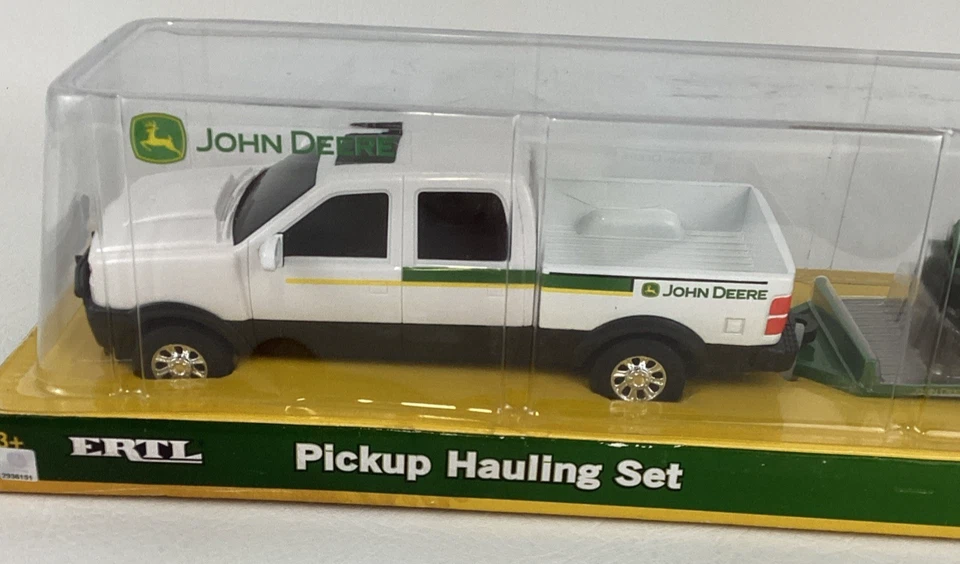 JOHN DEERE
JOHN DEERE
3+
ERTL
Pickup Hauling Set